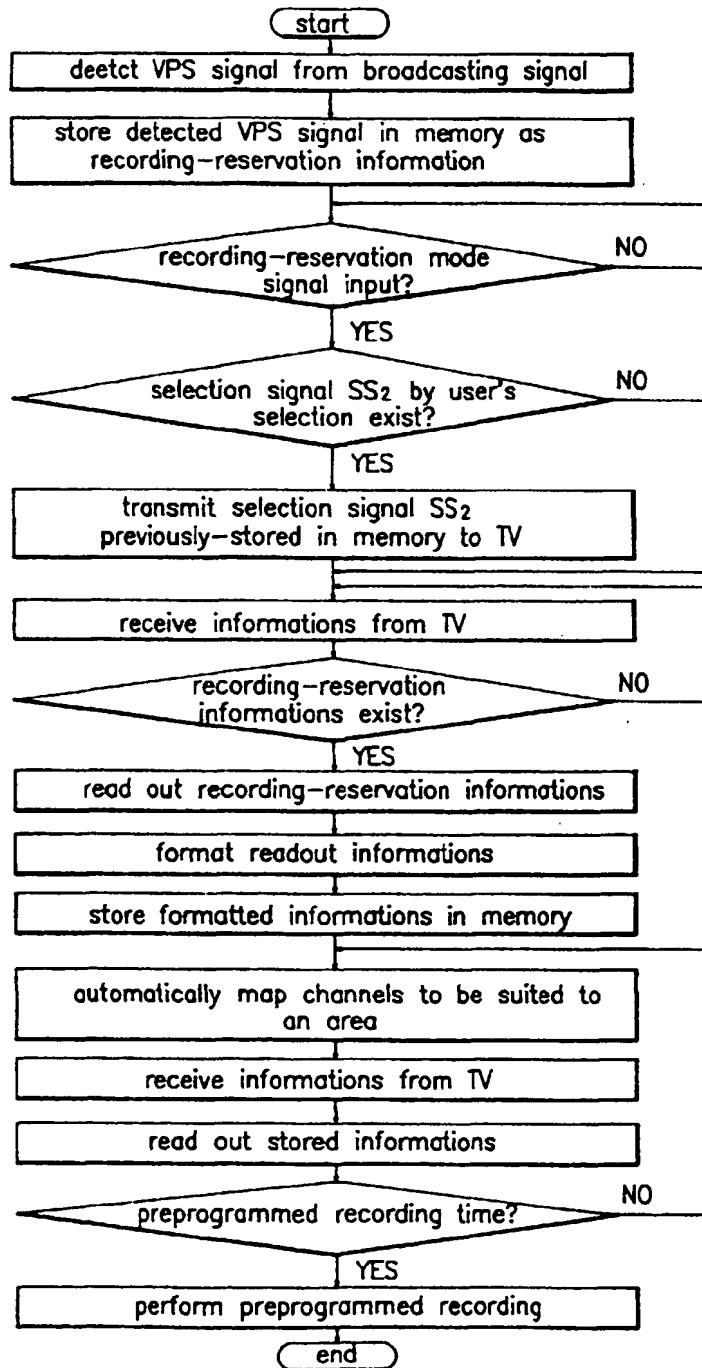 start
deetct VPS signal from broadcasting signal
store detected VPS signal in memory as
recording-reservation information
recording-reservation mode
signal input?
NO
YES
selection signal SS2 by user's
selection exist?
NO
YES
transmit selection signal SS2
previously-stored in memory to TV
receive informations from TV
recording-reservation
informations exist?
NO
YES
read out recording-reservation informations
format readout informations
store formatted informations in memory
automatically map channels to be suited to
an area
receive informations from TV
read out stored informations
preprogrammed recording time?
NO
YES
perform preprogrammed recording
end